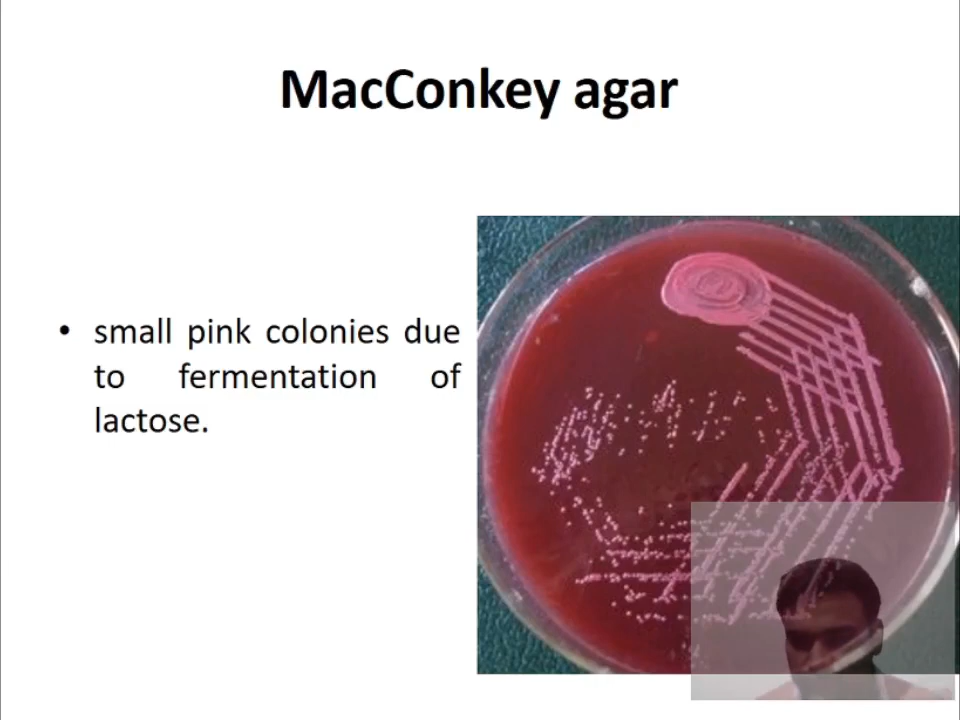 MacConkey agar
• small pink colonies due
to fermentation of
lactose.